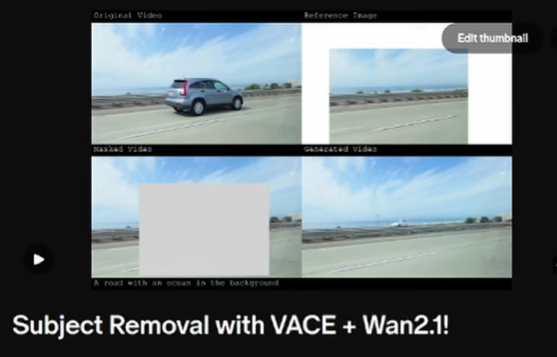 Original Video
Reference Image
Edit thumbnail
Masked Video
Generated Video
A road with an ocean in the background
Subject Removal with VACE + Wan2.1!